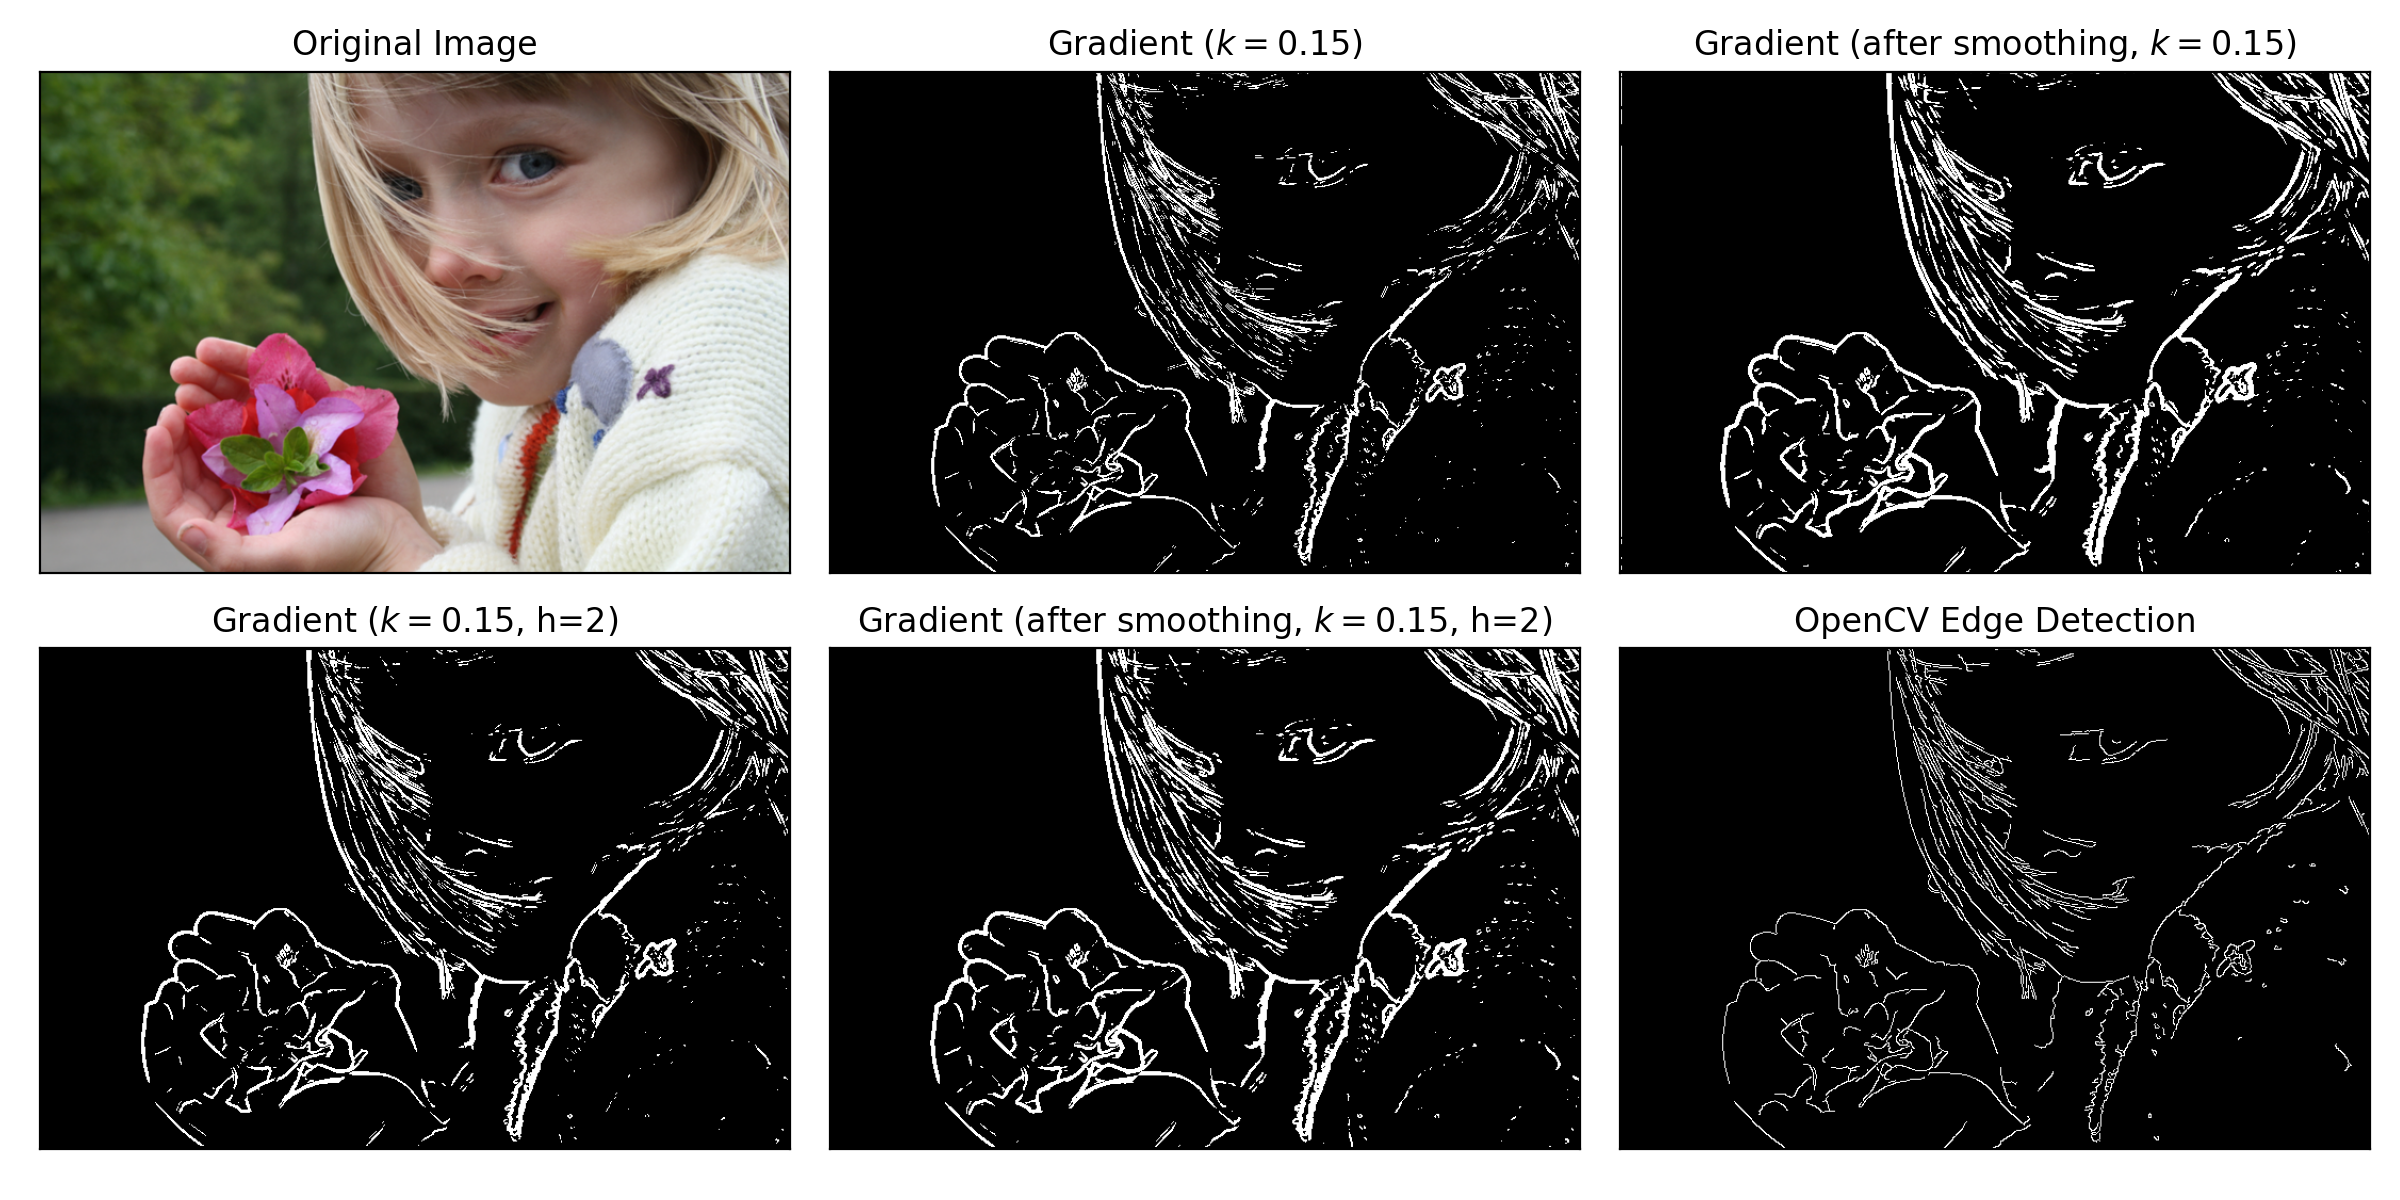 Original Image
Gradient (k = 0.15)
Gradient (after smoothing, k = 0.15)
Gradient (k = 0.15, h=2)
Gradient (after smoothing, k = 0.15, h=2)
OpenCV Edge Detection